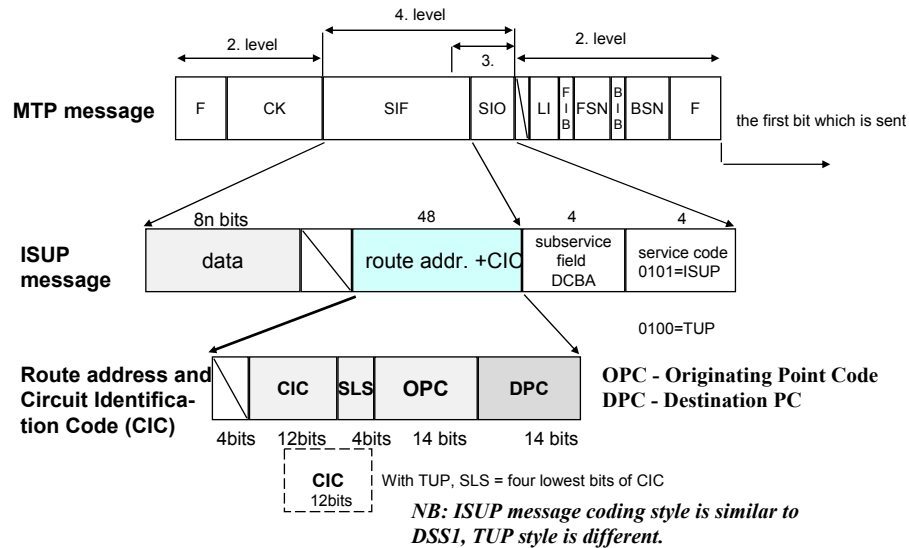 4. level
2. level
3.
2. level
MTP message
F
CK
SIF
SIO
LI
FIB
FSN
BIB
BSN
F
the first bit which is sent
8n bits
48
4
4
ISUP
message
data
route addr. +CIC
subservice
field
DCBA
service code
0101=ISUP
0100=TUP
Route address and
Circuit Identifica-
tion Code (CIC)
CIC
SLS
OPC
DPC
OPC - Originating Point Code
DPC - Destination PC
4bits
12bits
4bits
14 bits
14 bits
CIC
12bits
With TUP, SLS = four lowest bits of CIC
NB: ISUP message coding style is similar to
DSS1, TUP style is different.